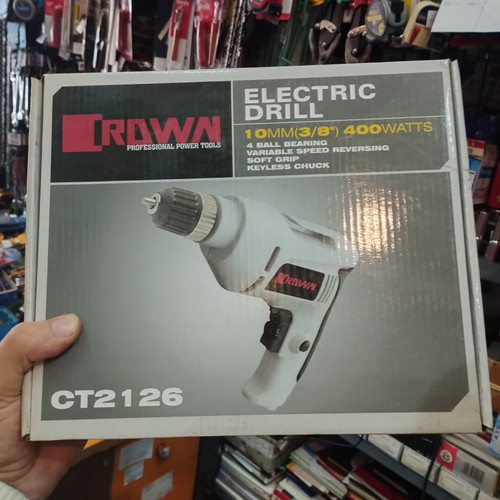 CROWN
PROFESSIONAL POWER TOOLS
ELECTRIC
DRILL
10MM(3/8") 400WATTS
4 BALL BEARING
VARIABLE SPEED REVERSING
SOFT GRIP
KEYLESS CHUCK
CROWN
CT2126